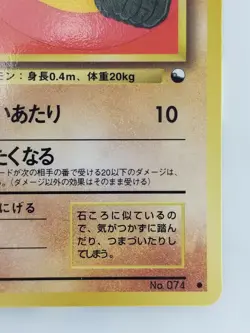 モン：身長0.4m、体重20kg
いあたり 10
たくなる
ードが次の相手の番で受ける20以下のダメージは、
。(ダメージ以外の効果はそのまま受ける)
にげる
石ころに似ているの
で、気がつかずに踏ん
だり、つまづいたりし
てしまう。
No. 074 ●